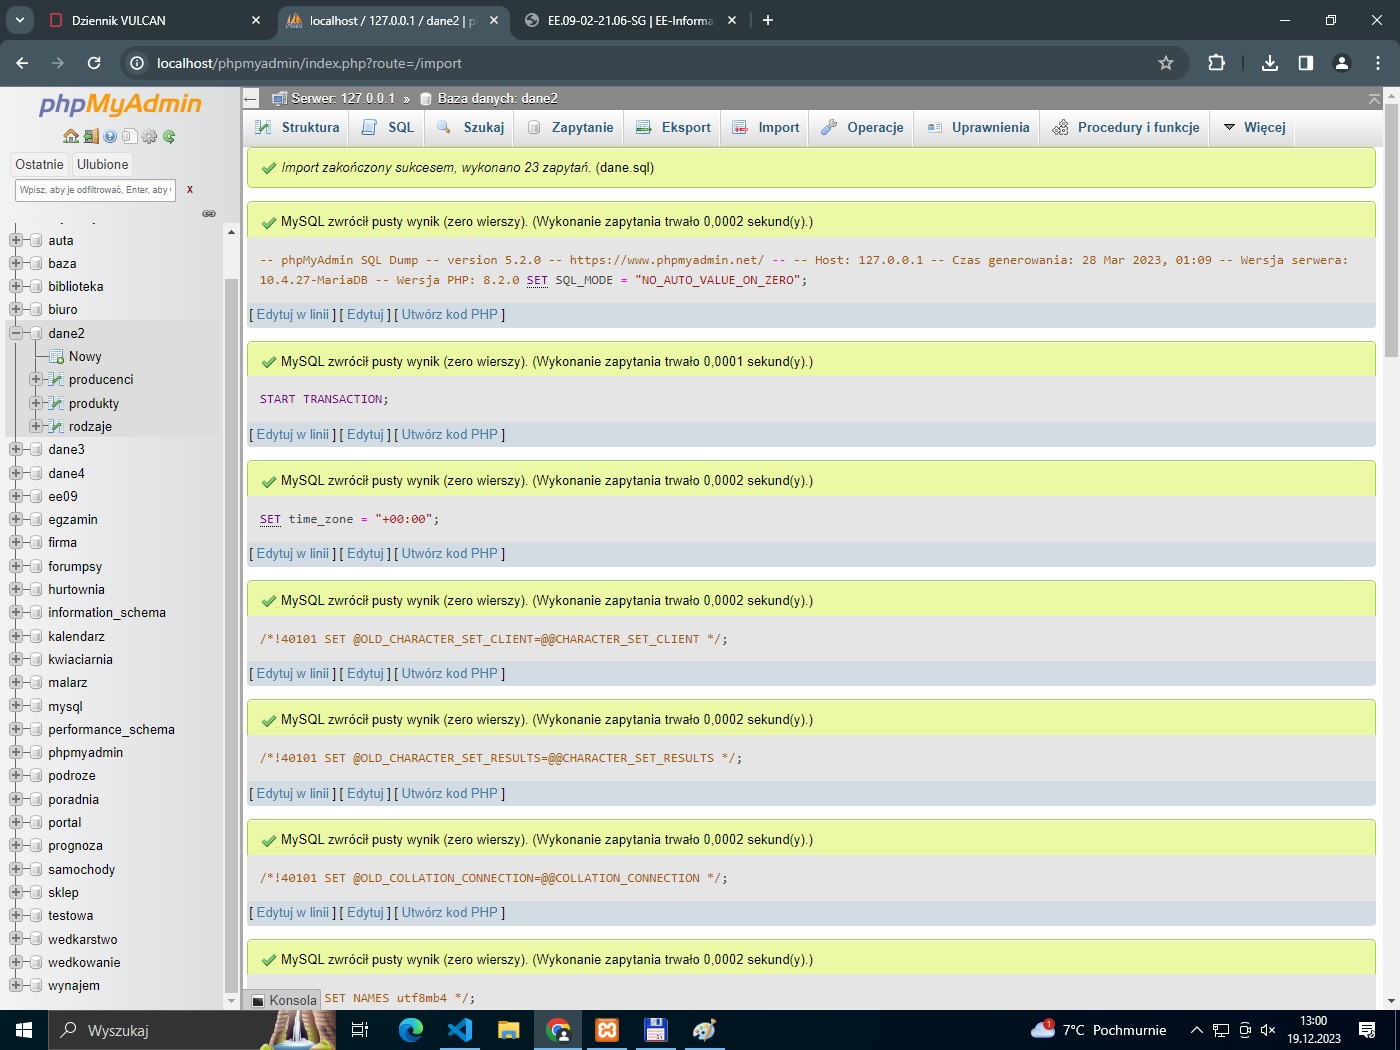 Dziennik VULCAN
localhost / 127.0.0.1 / dane2 | p
EE.09-02-21.06-SG | EE-Informa
localhost/phpmyadmin/index.php?route=/import
phpMyAdmin
Ostatnie
Ulubione
Wpisz, aby je odfiltrować, Enter, aby
X
auta
baza
biblioteka
biuro
dane2
Nowy
producenci
produkty
rodzaje
dane3
dane4
ee09
egzamin
firma
forumpsy
hurtownia
information_schema
kalendarz
kwiaciarnia
malarz
mysql
performance_schema
phpmyadmin
podroze
poradnia
portal
prognoza
samochody
sklep
testowa
wedkarstwo
wedkowanie
wynajem
Serwer: 127.0.0.1 » Baza danych: dane2
Struktura SQL Szukaj Zapytanie Eksport Import Operacje Uprawnienia Procedury i funkcje Więcej
Import zakończony sukcesem, wykonano 23 zapytań. (dane.sql)
MySQL zwrócił pusty wynik (zero wierszy). (Wykonanie zapytania trwało 0,0002 sekund(y).)
-- phpMyAdmin SQL Dump -- version 5.2.0 -- https://www.phpmyadmin.net/ -- -- Host: 127.0.0.1 -- Czas generowania: 28 Mar 2023, 01:09 -- Wersja serwera:
10.4.27-MariaDB -- Wersja PHP: 8.2.0 SET SQL_MODE = "NO_AUTO_VALUE_ON_ZERO";
[ Edytuj w linii ] [ Edytuj ] [ Utwórz kod PHP ]
MySQL zwrócił pusty wynik (zero wierszy). (Wykonanie zapytania trwało 0,0001 sekund(y).)
START TRANSACTION;
[ Edytuj w linii ] [ Edytuj ] [ Utwórz kod PHP ]
MySQL zwrócił pusty wynik (zero wierszy). (Wykonanie zapytania trwało 0,0002 sekund(y).)
SET time_zone = "+00:00";
[ Edytuj w linii ] [ Edytuj ] [ Utwórz kod PHP ]
MySQL zwrócił pusty wynik (zero wierszy). (Wykonanie zapytania trwało 0,0002 sekund(y).)
/*!40101 SET @OLD_CHARACTER_SET_CLIENT=@@CHARACTER_SET_CLIENT */;
[ Edytuj w linii ] [ Edytuj ] [ Utwórz kod PHP ]
MySQL zwrócił pusty wynik (zero wierszy). (Wykonanie zapytania trwało 0,0002 sekund(y).)
/*!40101 SET @OLD_CHARACTER_SET_RESULTS=@@CHARACTER_SET_RESULTS */;
[ Edytuj w linii ] [ Edytuj ] [ Utwórz kod PHP ]
MySQL zwrócił pusty wynik (zero wierszy). (Wykonanie zapytania trwało 0,0002 sekund(y).)
/*!40101 SET @OLD_COLLATION_CONNECTION=@@COLLATION_CONNECTION */;
[ Edytuj w linii ] [ Edytuj ] [ Utwórz kod PHP ]
MySQL zwrócił pusty wynik (zero wierszy). (Wykonanie zapytania trwało 0,0002 sekund(y).)
Konsola SET NAMES utf8mb4 */;
Wyszukaj
7°C Pochmurnie
13:00
19.12.2023